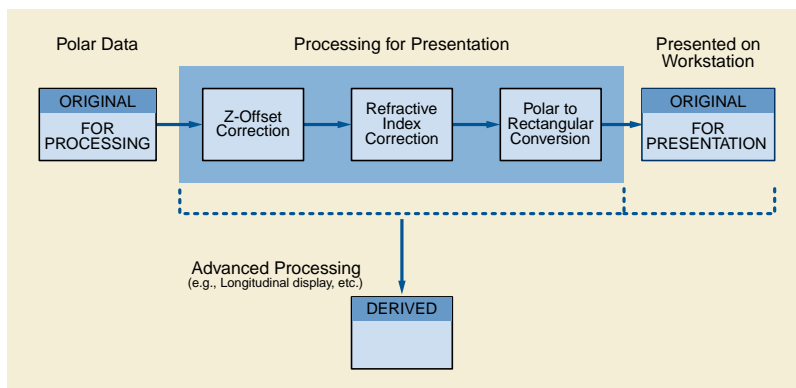 Polar Data
Processing for Presentation
Presented on
Workstation
ORIGINAL
FOR
PROCESSING
Z-Offset
Correction
Refractive
Index
Correction
Polar to
Rectangular
Conversion
ORIGINAL
FOR
PRESENTATION
Advanced Processing
(e.g., Longitudinal display, etc.)
DERIVED